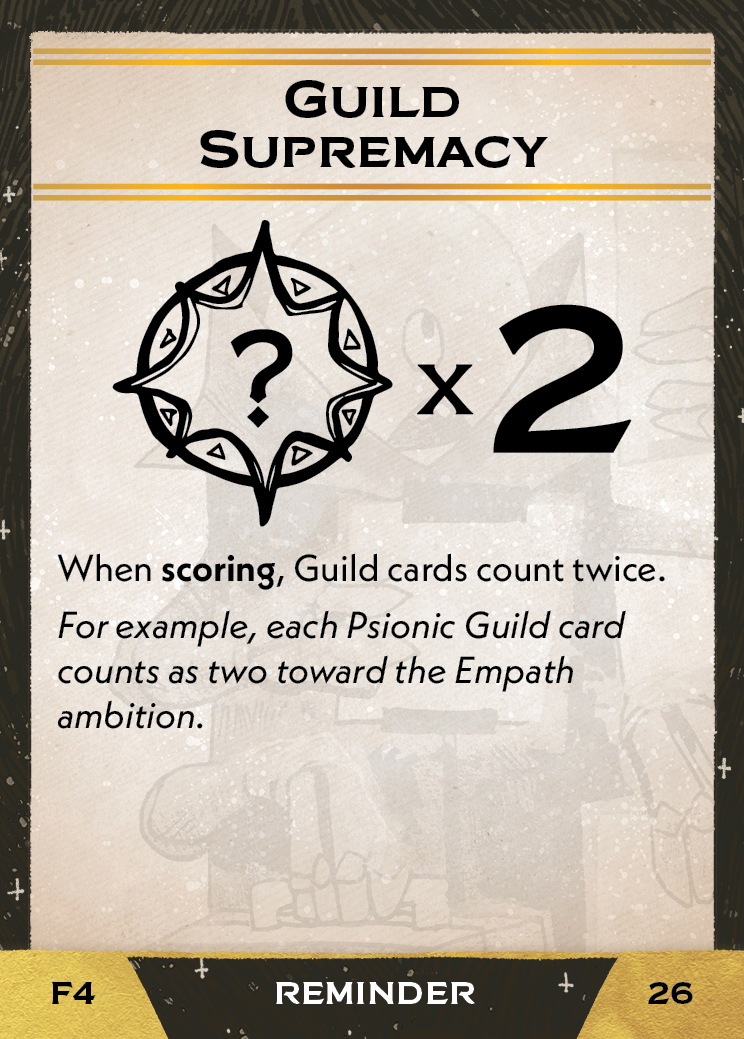 GUILD
SUPREMACY
? x 2
When scoring, Guild cards count twice.
For example, each Psionic Guild card
counts as two toward the Empath
ambition.
F4 REMINDER 26